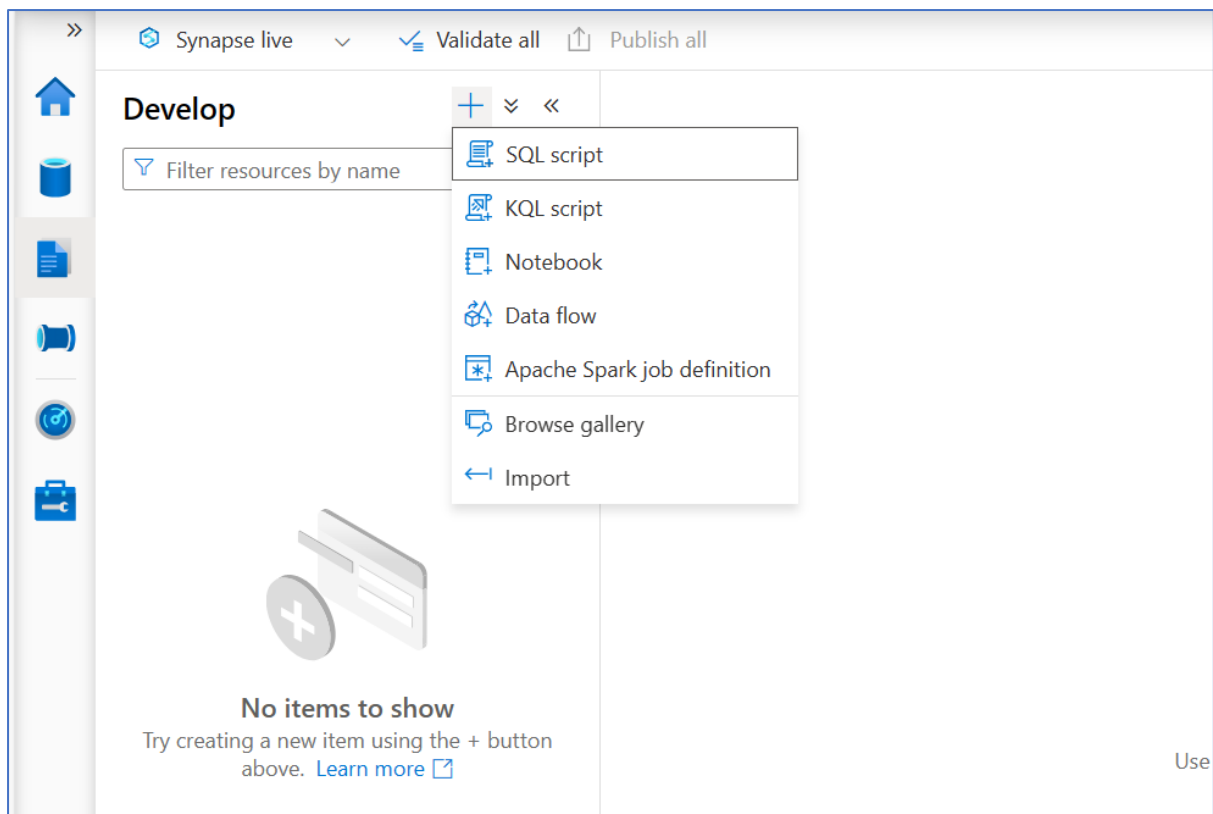 Synapse live
Validate all
Publish all
Develop
Filter resources by name
SQL script
KQL script
Notebook
Data flow
Apache Spark job definition
Browse gallery
Import
No items to show
Try creating a new item using the + button
above. Learn more
Use